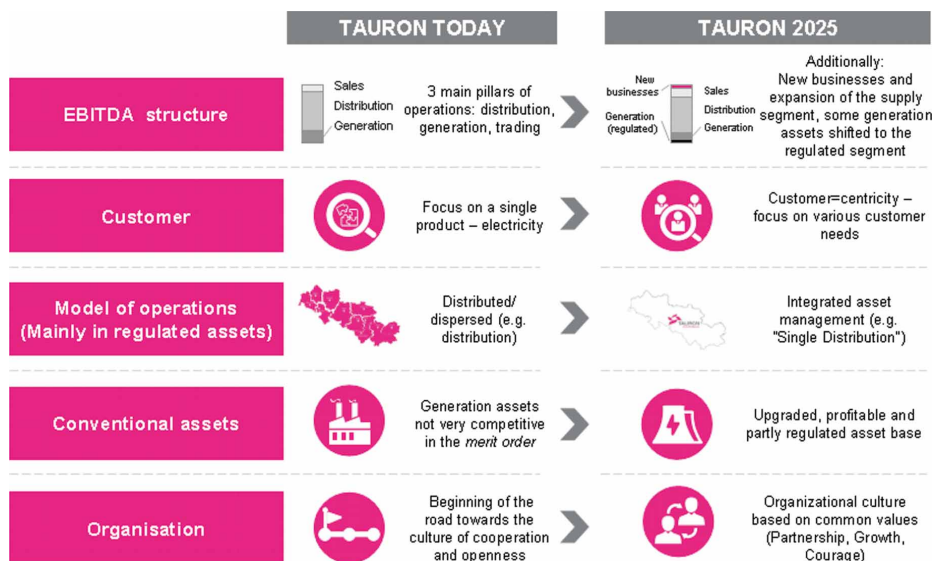 TAURON TODAY
TAURON 2025
EBITDA structure
Sales
Distribution
Generation
3 main pillars of
operations: distribution,
generation, trading
New
businesses
Generation
(regulated)
Sales
Distribution
Generation
Additionally:
New businesses and
expansion of the supply
segment, some generation
assets shifted to the
regulated segment
Customer
Focus on a single
product – electricity
Customer=centricity –
focus on various customer
needs
Model of operations
(Mainly in regulated assets)
Distributed/
dispersed (e.g.
distribution)
TAURON
Integrated asset
management (e.g.
"Single Distribution")
Conventional assets
Generation assets
not very competitive
in the merit order
Upgraded, profitable and
partly regulated asset base
Organisation
Beginning of the
road towards the
culture of cooperation
and openness
Organizational culture
based on common values
(Partnership, Growth,
Courage)